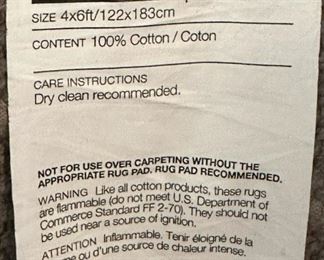 SIZE 4x6ft/122x183cm
CONTENT 100% Cotton / Coton
CARE INSTRUCTIONS
Dry clean recommended.
NOT FOR USE OVER CARPETING WITHOUT THE
APPROPRIATE RUG PAD. RUG PAD RECOMMENDED.
WARNING Like all cotton products, these rugs
are flammable (do not meet U.S. Department of
Commerce Standard FF 2-70). They should not
be used near a source of ignition.
ATTENTION Inflammable. Tenir éloigné de la
ou d'une source de chaleur intense.